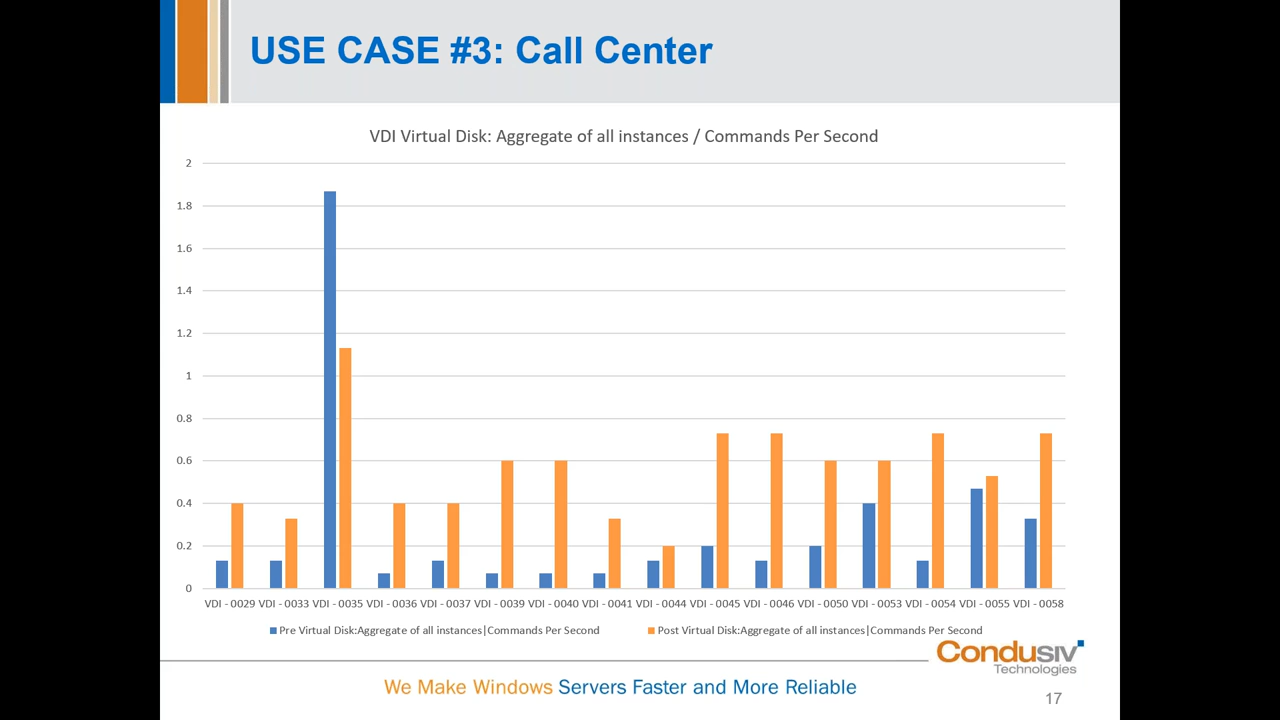 USE CASE #3: Call Center
VDI Virtual Disk: Aggregate of all instances / Commands Per Second
2
1.8
1.6
1.4
1.2
1
0.8
0.6
0.4
0.2
0
VDI - 0029 VDI - 0033 VDI - 0035 VDI - 0036 VDI - 0037 VDI - 0039 VDI - 0040 VDI - 0041 VDI - 0044 VDI - 0045 VDI - 0046 VDI - 0050 VDI - 0053 VDI - 0054 VDI - 0055 VDI - 0058
Pre Virtual Disk:Aggregate of all instances|Commands Per Second Post Virtual Disk:Aggregate of all instances|Commands Per Second
Condusiv
Technologies
We Make Windows Servers Faster and More Reliable
17